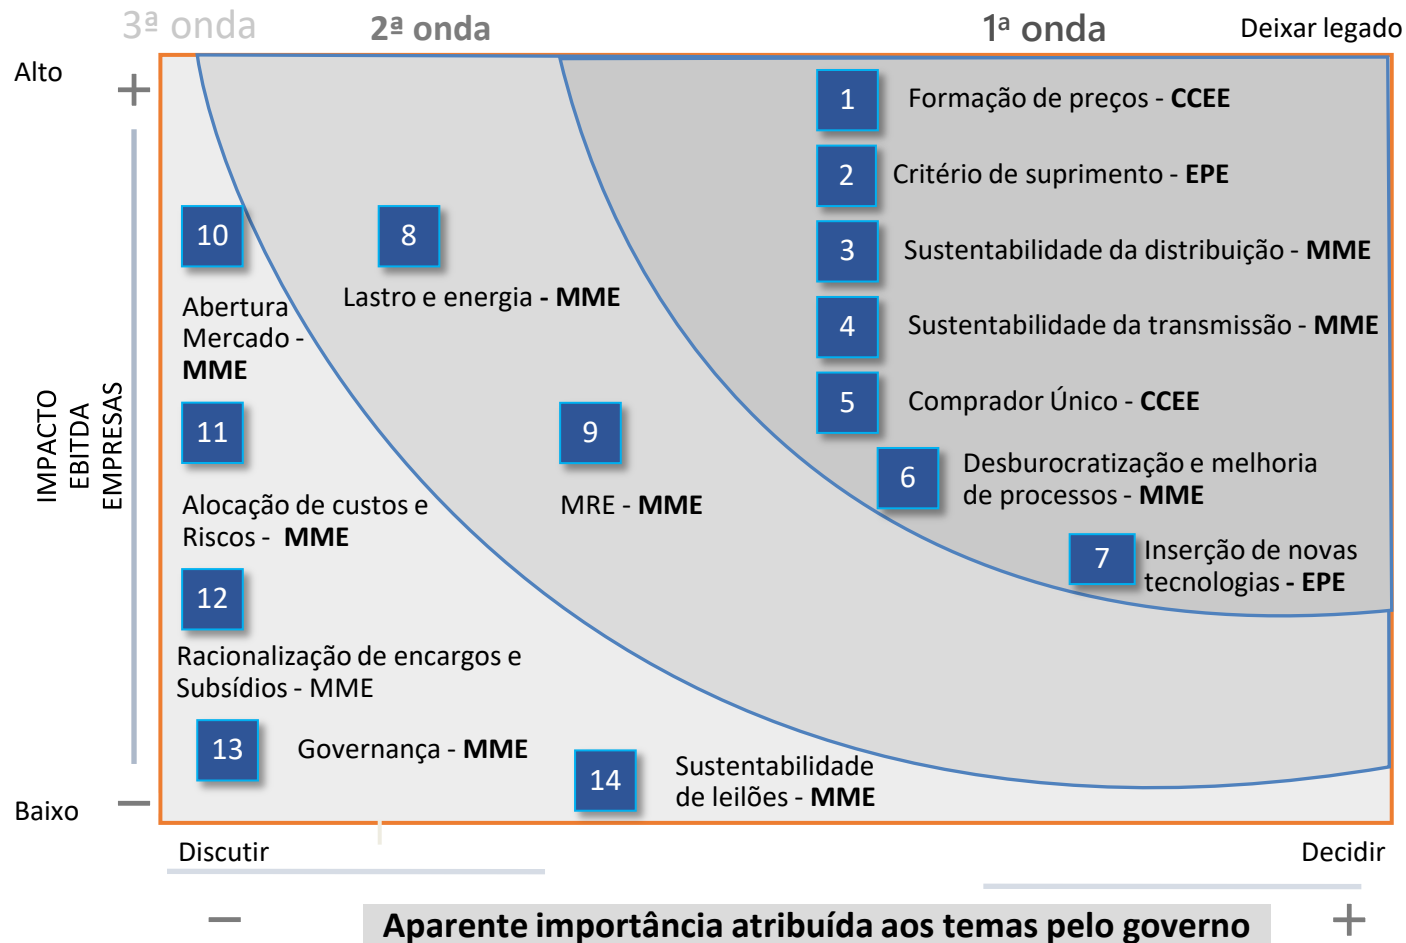 3ª onda
2ª onda
1ª onda
Deixar legado
Alto
+
1
Formação de preços - CCEE
2
Critério de suprimento - EPE
3
Sustentabilidade da distribuição - MME
4
Sustentabilidade da transmissão - MME
5
Comprador Único - CCEE
6
Desburocratização e melhoria
de processos - MME
7
Inserção de novas
tecnologias - EPE
8
Lastro e energia - MME
9
MRE - MME
10
Abertura
Mercado -
MME
11
Alocação de custos e
Riscos - MME
12
Racionalização de encargos e
Subsídios - MME
13
Governança - MME
14
Sustentabilidade
de leilões - MME
IMPACTO
EBITDA
EMPRESAS
Baixo
−
Discutir
Decidir
−
Aparente importância atribuída aos temas pelo governo
+